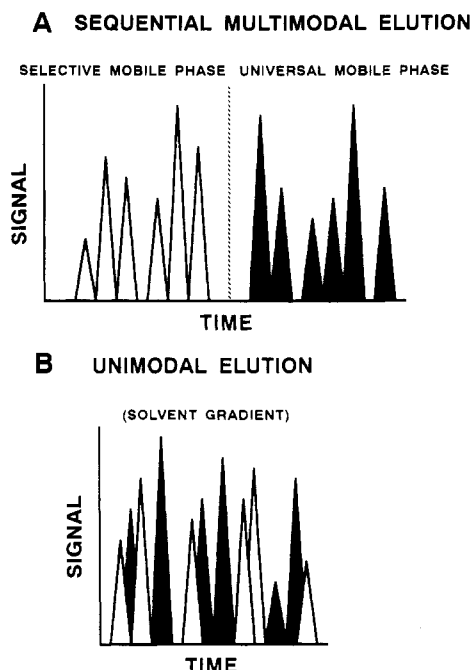 A SEQUENTIAL MULTIMODAL ELUTION
SELECTIVE MOBILE PHASE UNIVERSAL MOBILE PHASE
SIGNAL
TIME
B UNIMODAL ELUTION
(SOLVENT GRADIENT)
SIGNAL
TIME